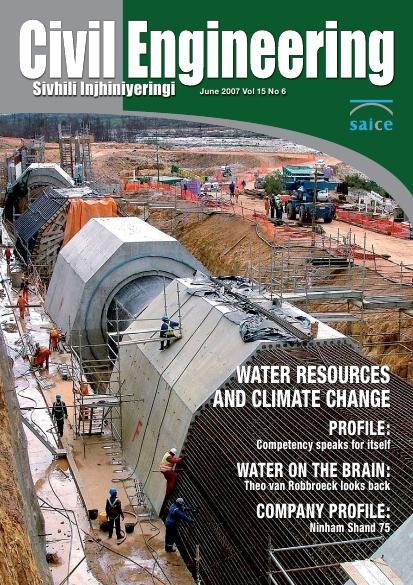 Civil Engineering
Sivhili Injhiniyeringi
June 2007 Vol 15 No 6
saice
WATER RESOURCES
AND CLIMATE CHANGE
PROFILE:
Competency speaks for itself
WATER ON THE BRAIN:
Theo van Robbroeck looks back
COMPANY PROFILE:
Ninham Shand 75